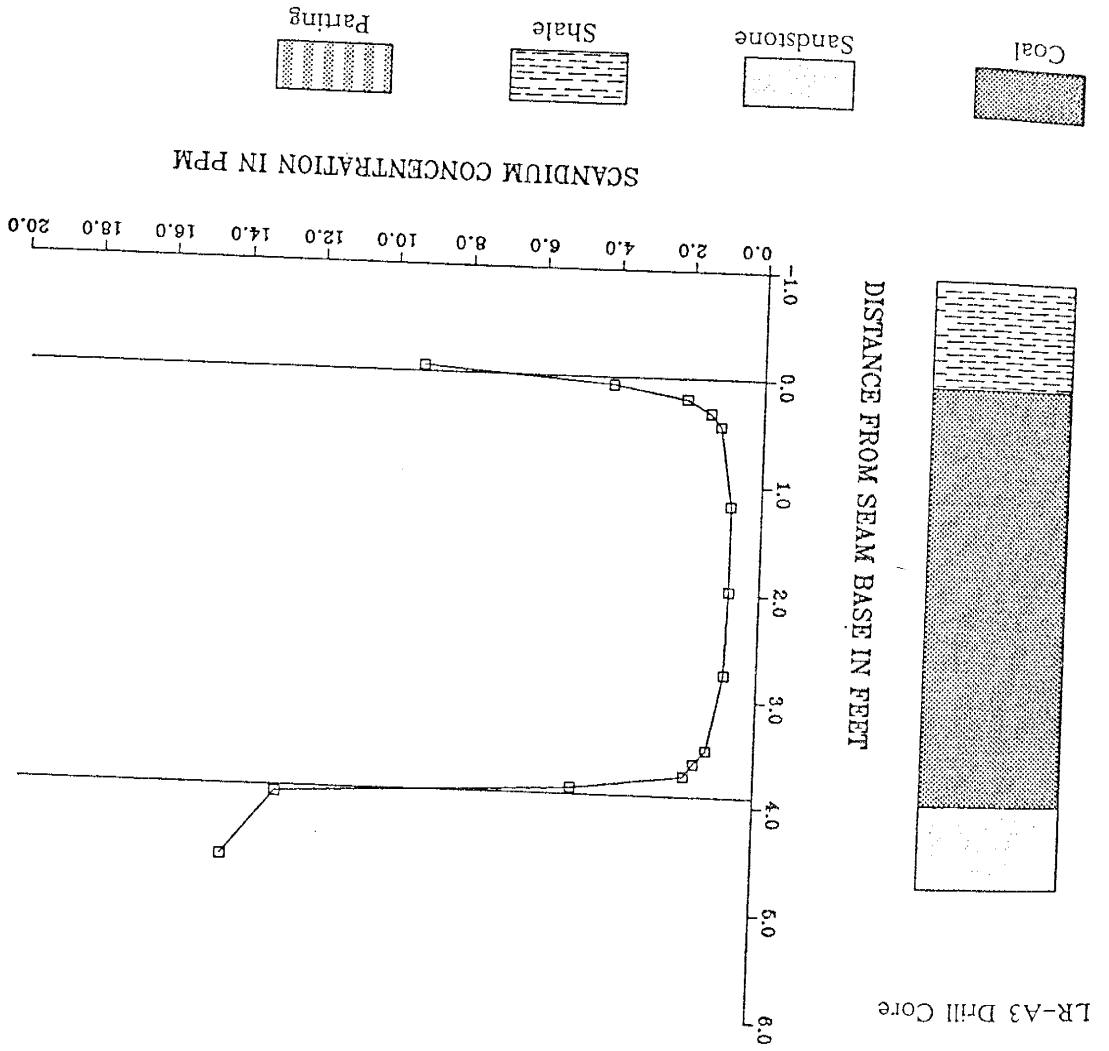 LR-A3 Drill Core
6.0
5.0
4.0
3.0
2.0
1.0
0.0
-1.0
DISTANCE FROM SEAM BASE IN FEET
0.0 2.0 4.0 6.0 8.0 10.0 12.0 14.0 16.0 18.0 20.0
SCANDIUM CONCENTRATION IN PPM
Coal
Sandstone
Shale
Parting